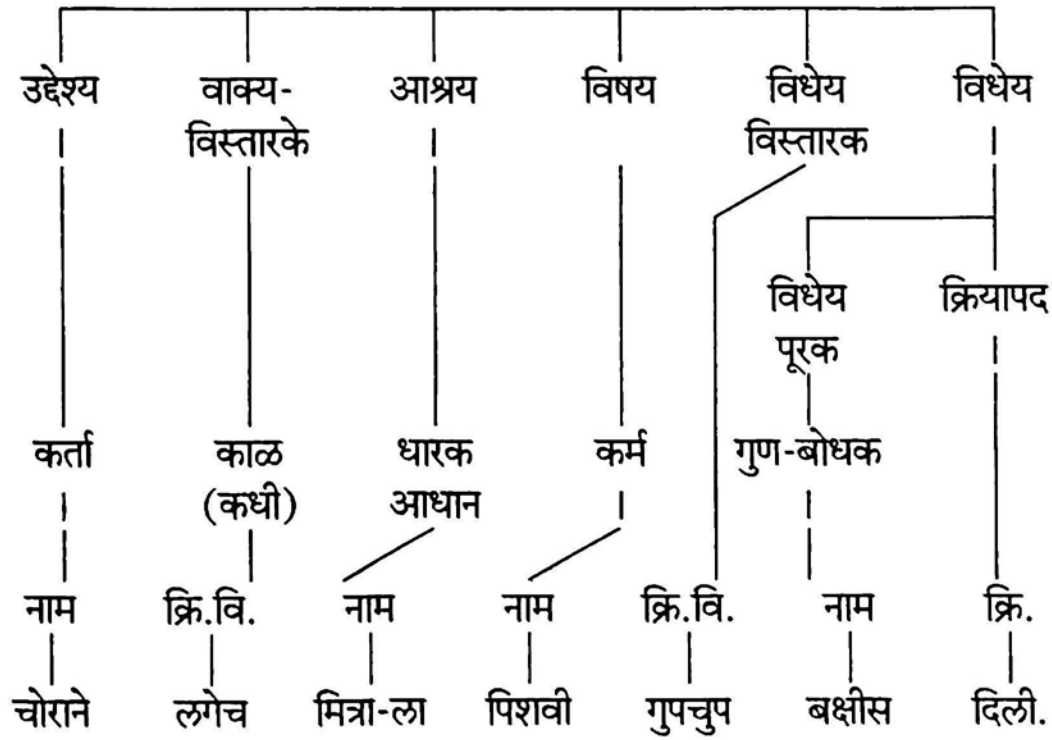 उद्देश्य वाक्य- आश्रय विषय विधेय विधेय
विस्तारके विस्तारक
विधेय क्रियापद
पूरक
कर्ता काळ धारक कर्म गुण-बोधक
(कधी) आधान
नाम क्रि.वि. नाम नाम क्रि.वि. नाम क्रि.
चोराने लगेच मित्रा-ला पिशवी गुपचुप बक्षीस दिली.